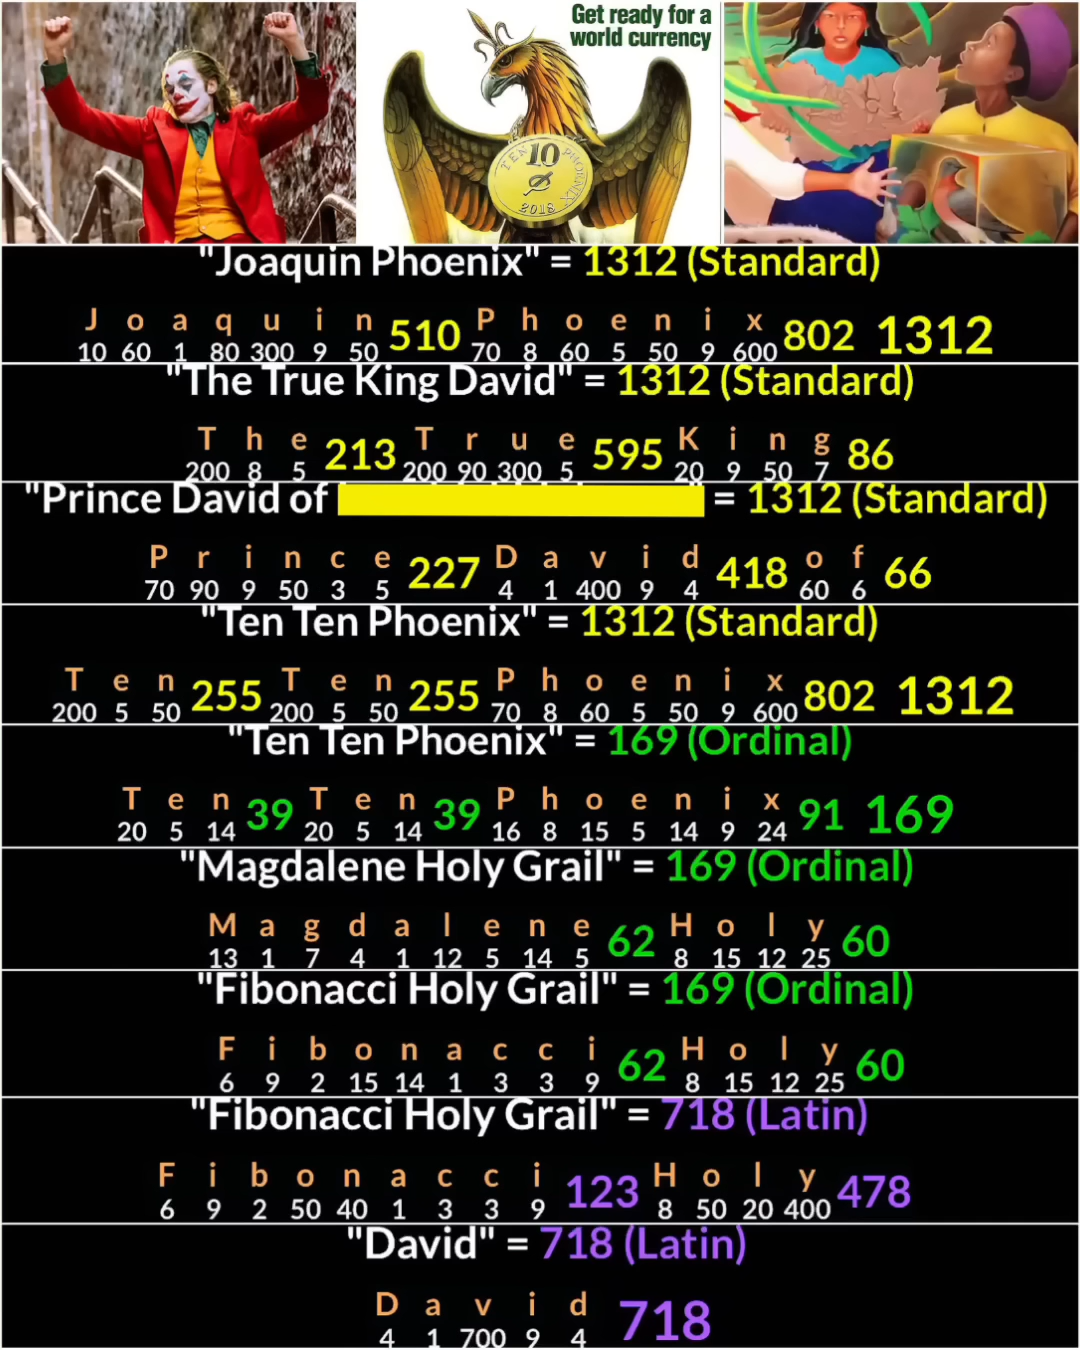 Get ready for a
world currency
TEN 10 PHOENIX
2018
"Joaquin Phoenix" = 1312 (Standard)
J o a q u i n 510 P h o e n i x 802 1312
10 60 1 80 300 9 50 70 8 60 5 50 9 600
"The True King David" = 1312 (Standard)
T h e 213 T r u e 595 K i n g 86
200 8 5 200 90 300 5 20 9 50 7
"Prince David of = 1312 (Standard)
P r i n c e 227 D a v i d 418 o f 66
70 90 9 50 3 5 4 1 400 9 4 60 6
"Ten Ten Phoenix" = 1312 (Standard)
T e n 255 T e n 255 P h o e n i x 802 1312
200 5 50 200 5 50 70 8 60 5 50 9 600
"Ten Ten Phoenix" = 169 (Ordinal)
T e n 39 T e n 39 P h o e n i x 91 169
20 5 14 20 5 14 16 8 15 5 14 9 24
"Magdalene Holy Grail" = 169 (Ordinal)
M a g d a l e n e 62 H o l y 60
13 1 7 4 1 12 5 14 5 8 15 12 25
"Fibonacci Holy Grail" = 169 (Ordinal)
F i b o n a c c i 62 H o l y 60
6 9 2 15 14 1 3 3 9 8 15 12 25
"Fibonacci Holy Grail" = 718 (Latin)
F i b o n a c c i 123 H o l y 478
6 9 2 50 40 1 3 3 9 8 50 20 400
"David" = 718 (Latin)
D a v i d 718
4 1 700 9 4